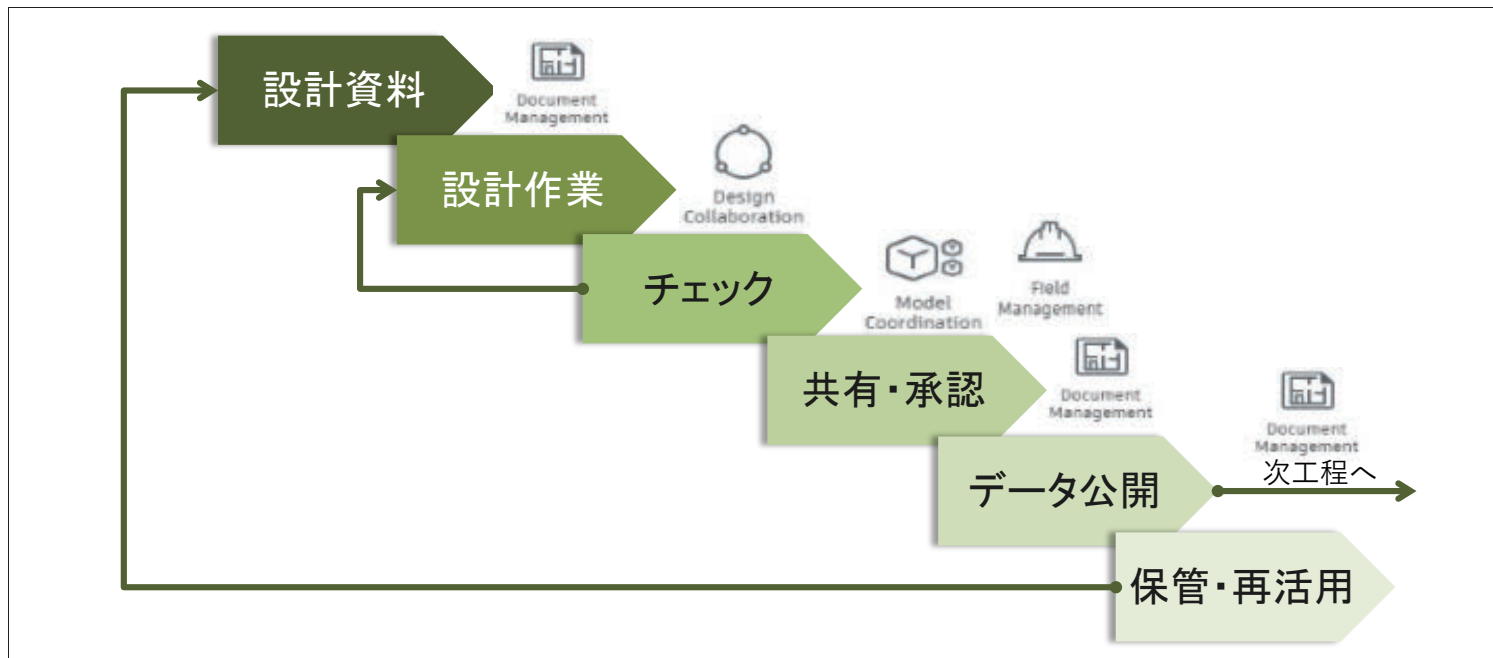 設計資料
Document
Management
設計作業
Design
Collaboration
チェック
Model
Coordination
Field
Management
共有・承認
Document
Management
データ公開
Document
Management
次工程へ
保管・再活用